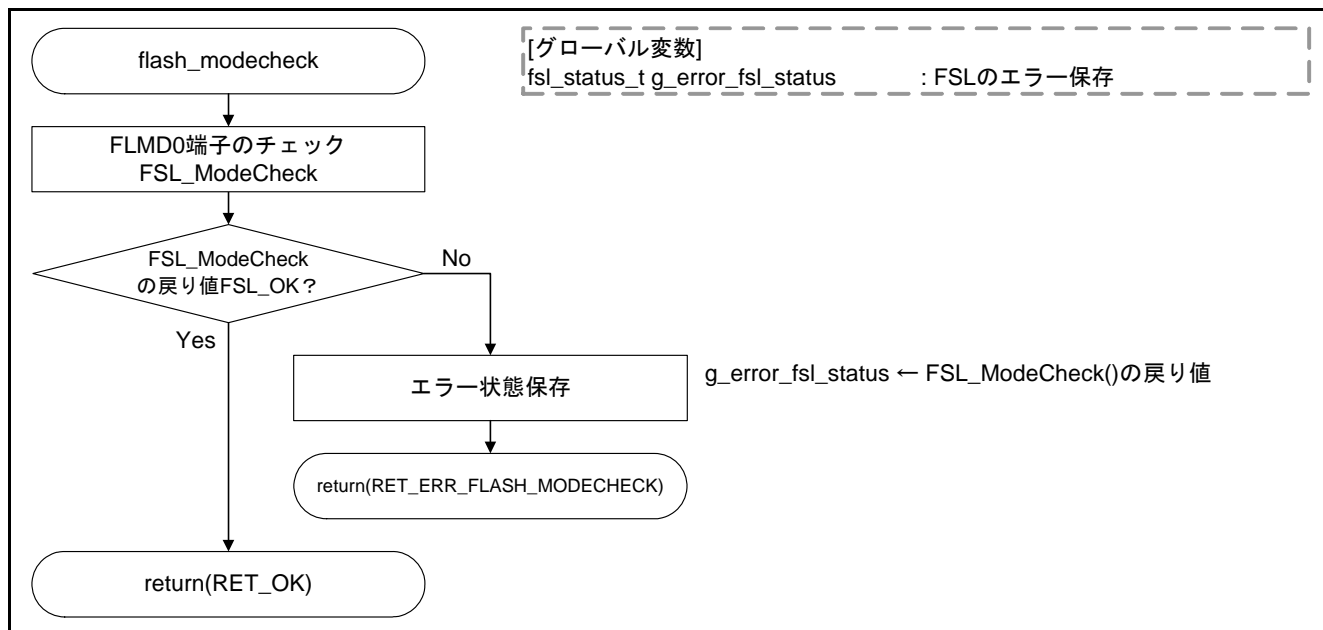 flash_modecheck
[グローバル変数]
fsl_status_t g_error_fsl_status : FSLのエラー保存
FLMD0端子のチェック
FSL_ModeCheck
FSL_ModeCheck
の戻り値FSL_OK？
No
Yes
エラー状態保存
g_error_fsl_status ← FSL_ModeCheck()の戻り値
return(RET_ERR_FLASH_MODECHECK)
return(RET_OK)